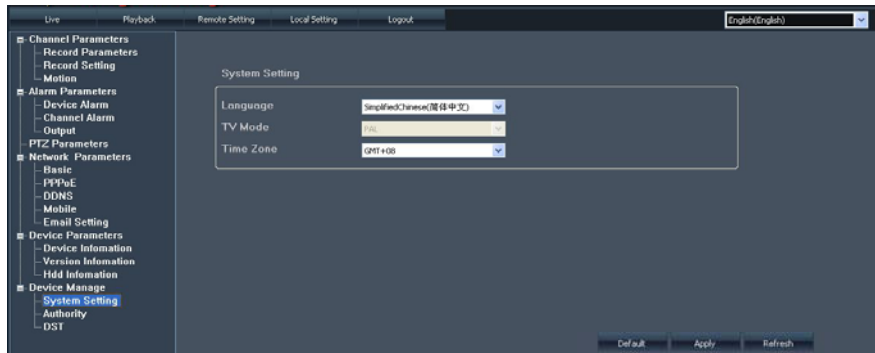 Live Playback Remote Setting Local Setting Logout English(English)
Channel Parameters
Record Parameters
Record Setting
Motion
Alarm Parameters
Device Alarm
Channel Alarm
Output
PTZ Parameters
Network Parameters
Basic
PPPoE
DDNS
Mobile
Email Setting
Device Parameters
Device Infomation
Version Infomation
Hdd Infomation
Device Manage
System Setting
Authority
DST
System Setting
Language SimplifiedChinese(简体中文)
TV Mode PAL
Time Zone GMT+08
Default Apply Refresh